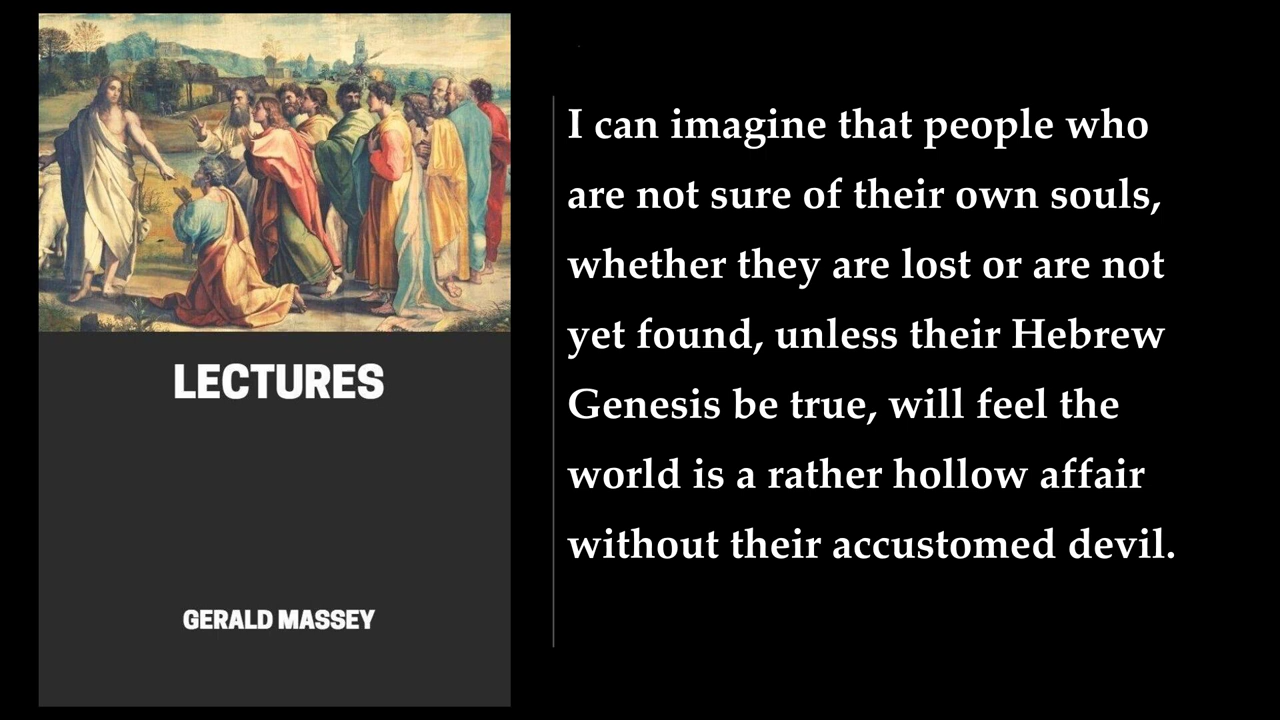 LECTURES
GERALD MASSEY
I can imagine that people who
are not sure of their own souls,
whether they are lost or are not
yet found, unless their Hebrew
Genesis be true, will feel the
world is a rather hollow affair
without their accustomed devil.